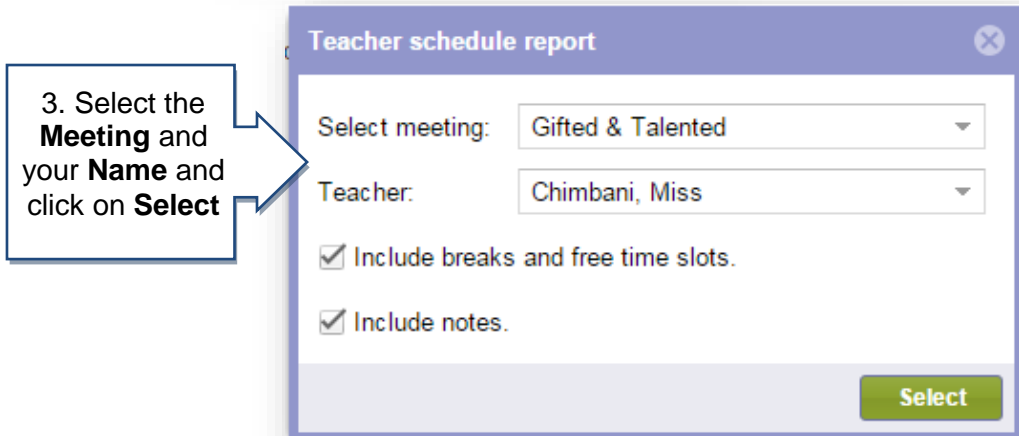 Teacher schedule report
3. Select the
Meeting and
your Name and
click on Select
Select meeting: Gifted & Talented
Teacher: Chimbani, Miss
Include breaks and free time slots.
Include notes.
Select